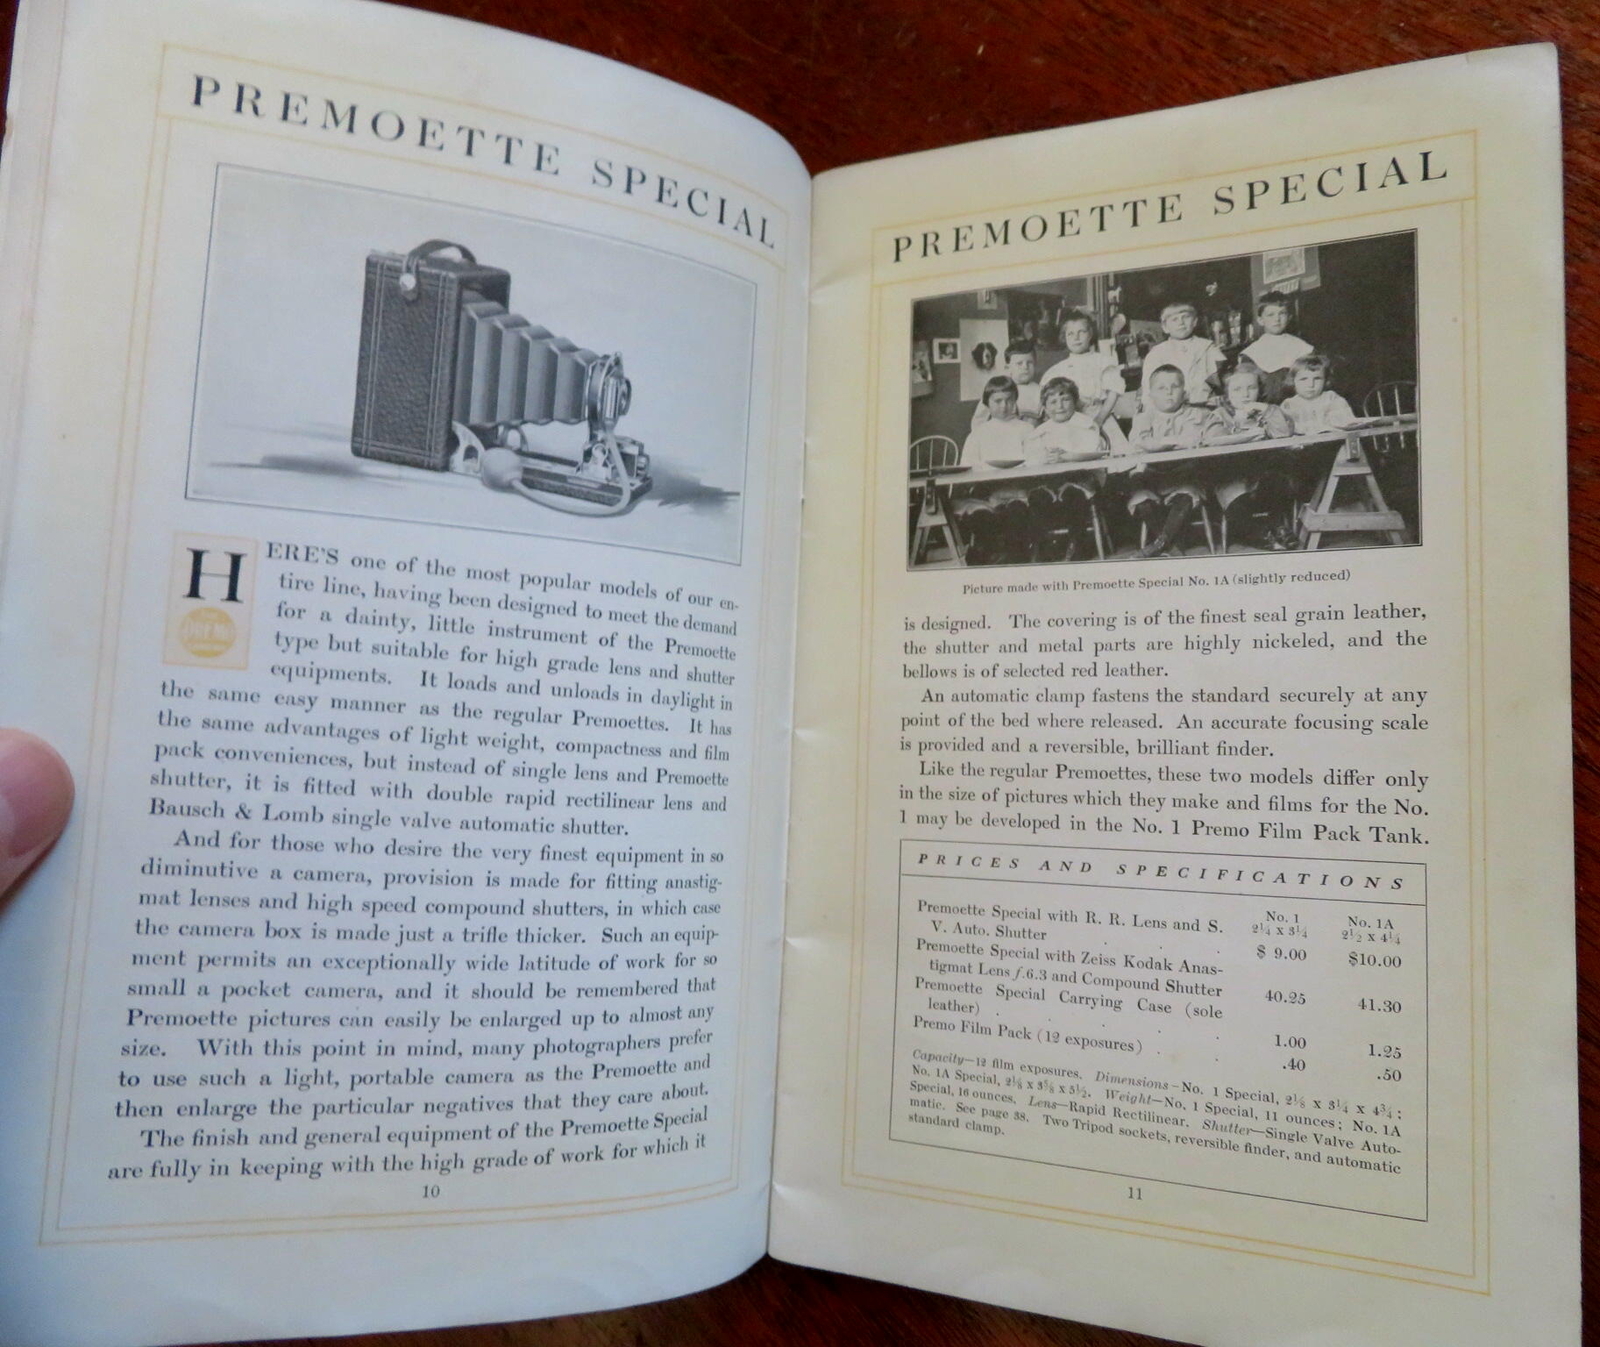 PREMOETTE SPECIAL
HERE'S one of the most popular models of our en-
tire line, having been designed to meet the demand
for a dainty, little instrument of the Premoette
type but suitable for high grade lens and shutter
equipments. It loads and unloads in daylight in
the same easy manner as the regular Premoettes. It has
the same advantages of light weight, compactness and film
pack conveniences, but instead of single lens and Premoette
shutter, it is fitted with double rapid rectilinear lens and
Bausch & Lomb single valve automatic shutter.
And for those who desire the very finest equipment in so
diminutive a camera, provision is made for fitting anastig-
mat lenses and high speed compound shutters, in which case
the camera box is made just a trifle thicker. Such an equip-
ment permits an exceptionally wide latitude of work for so
small a pocket camera, and it should be remembered that
Premoette pictures can easily be enlarged up to almost any
size. With this point in mind, many photographers prefer
to use such a light, portable camera as the Premoette and
then enlarge the particular negatives that they care about.
The finish and general equipment of the Premoette Special
are fully in keeping with the high grade of work for which it
10
PREMOETTE SPECIAL
Picture made with Premoette Special No. 1A (slightly reduced)
is designed. The covering is of the finest seal grain leather,
the shutter and metal parts are highly nickeled, and the
bellows is of selected red leather.
An automatic clamp fastens the standard securely at any
point of the bed where released. An accurate focusing scale
is provided and a reversible, brilliant finder.
Like the regular Premoettes, these two models differ only
in the size of pictures which they make and films for the No.
1 may be developed in the No. 1 Premo Film Pack Tank.
PRICES AND SPECIFICATIONS
No. 1 No. 1A
2¼ x 3¼ 2½ x 4¼
Premoette Special with R. R. Lens and S.
V. Auto. Shutter . . $ 9.00 $10.00
Premoette Special with Zeiss Kodak Anas-
tigmat Lens f.6.3 and Compound Shutter 40.25 41.30
Premoette Special Carrying Case (sole
leather) . . . . 1.00 1.25
Premo Film Pack (12 exposures) . . .40 .50
Capacity—12 film exposures. Dimensions—No. 1 Special, 2⅛ x 3¼ x 4¾;
No. 1A Special, 2⅛ x 3⅝ x 5½. Weight—No. 1 Special, 11 ounces; No. 1A
Special, 16 ounces. Lens—Rapid Rectilinear. Shutter—Single Valve Auto-
matic. See page 38. Two Tripod sockets, reversible finder, and automatic
standard clamp.
11